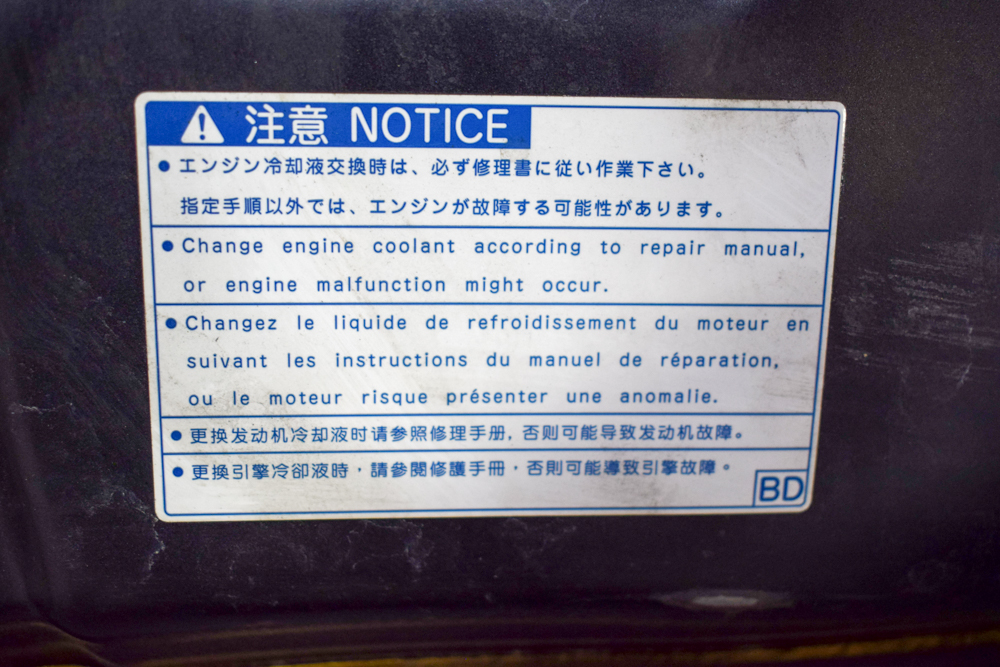 注意 NOTICE
●エンジン冷却液交換時は、必ず修理書に従い作業下さい。
指定手順以外では、エンジンが故障する可能性があります。
●Change engine coolant according to repair manual,
or engine malfunction might occur.
●Changez le liquide de refroidissement du moteur en
suivant les instructions du manuel de réparation,
ou le moteur risque présenter une anomalie.
●更换发动机冷却液时请参照修理手册, 否则可能导致发动机故障。
●更換引擎冷卻液時，請參閱修護手冊，否則可能導致引擎故障。
BD